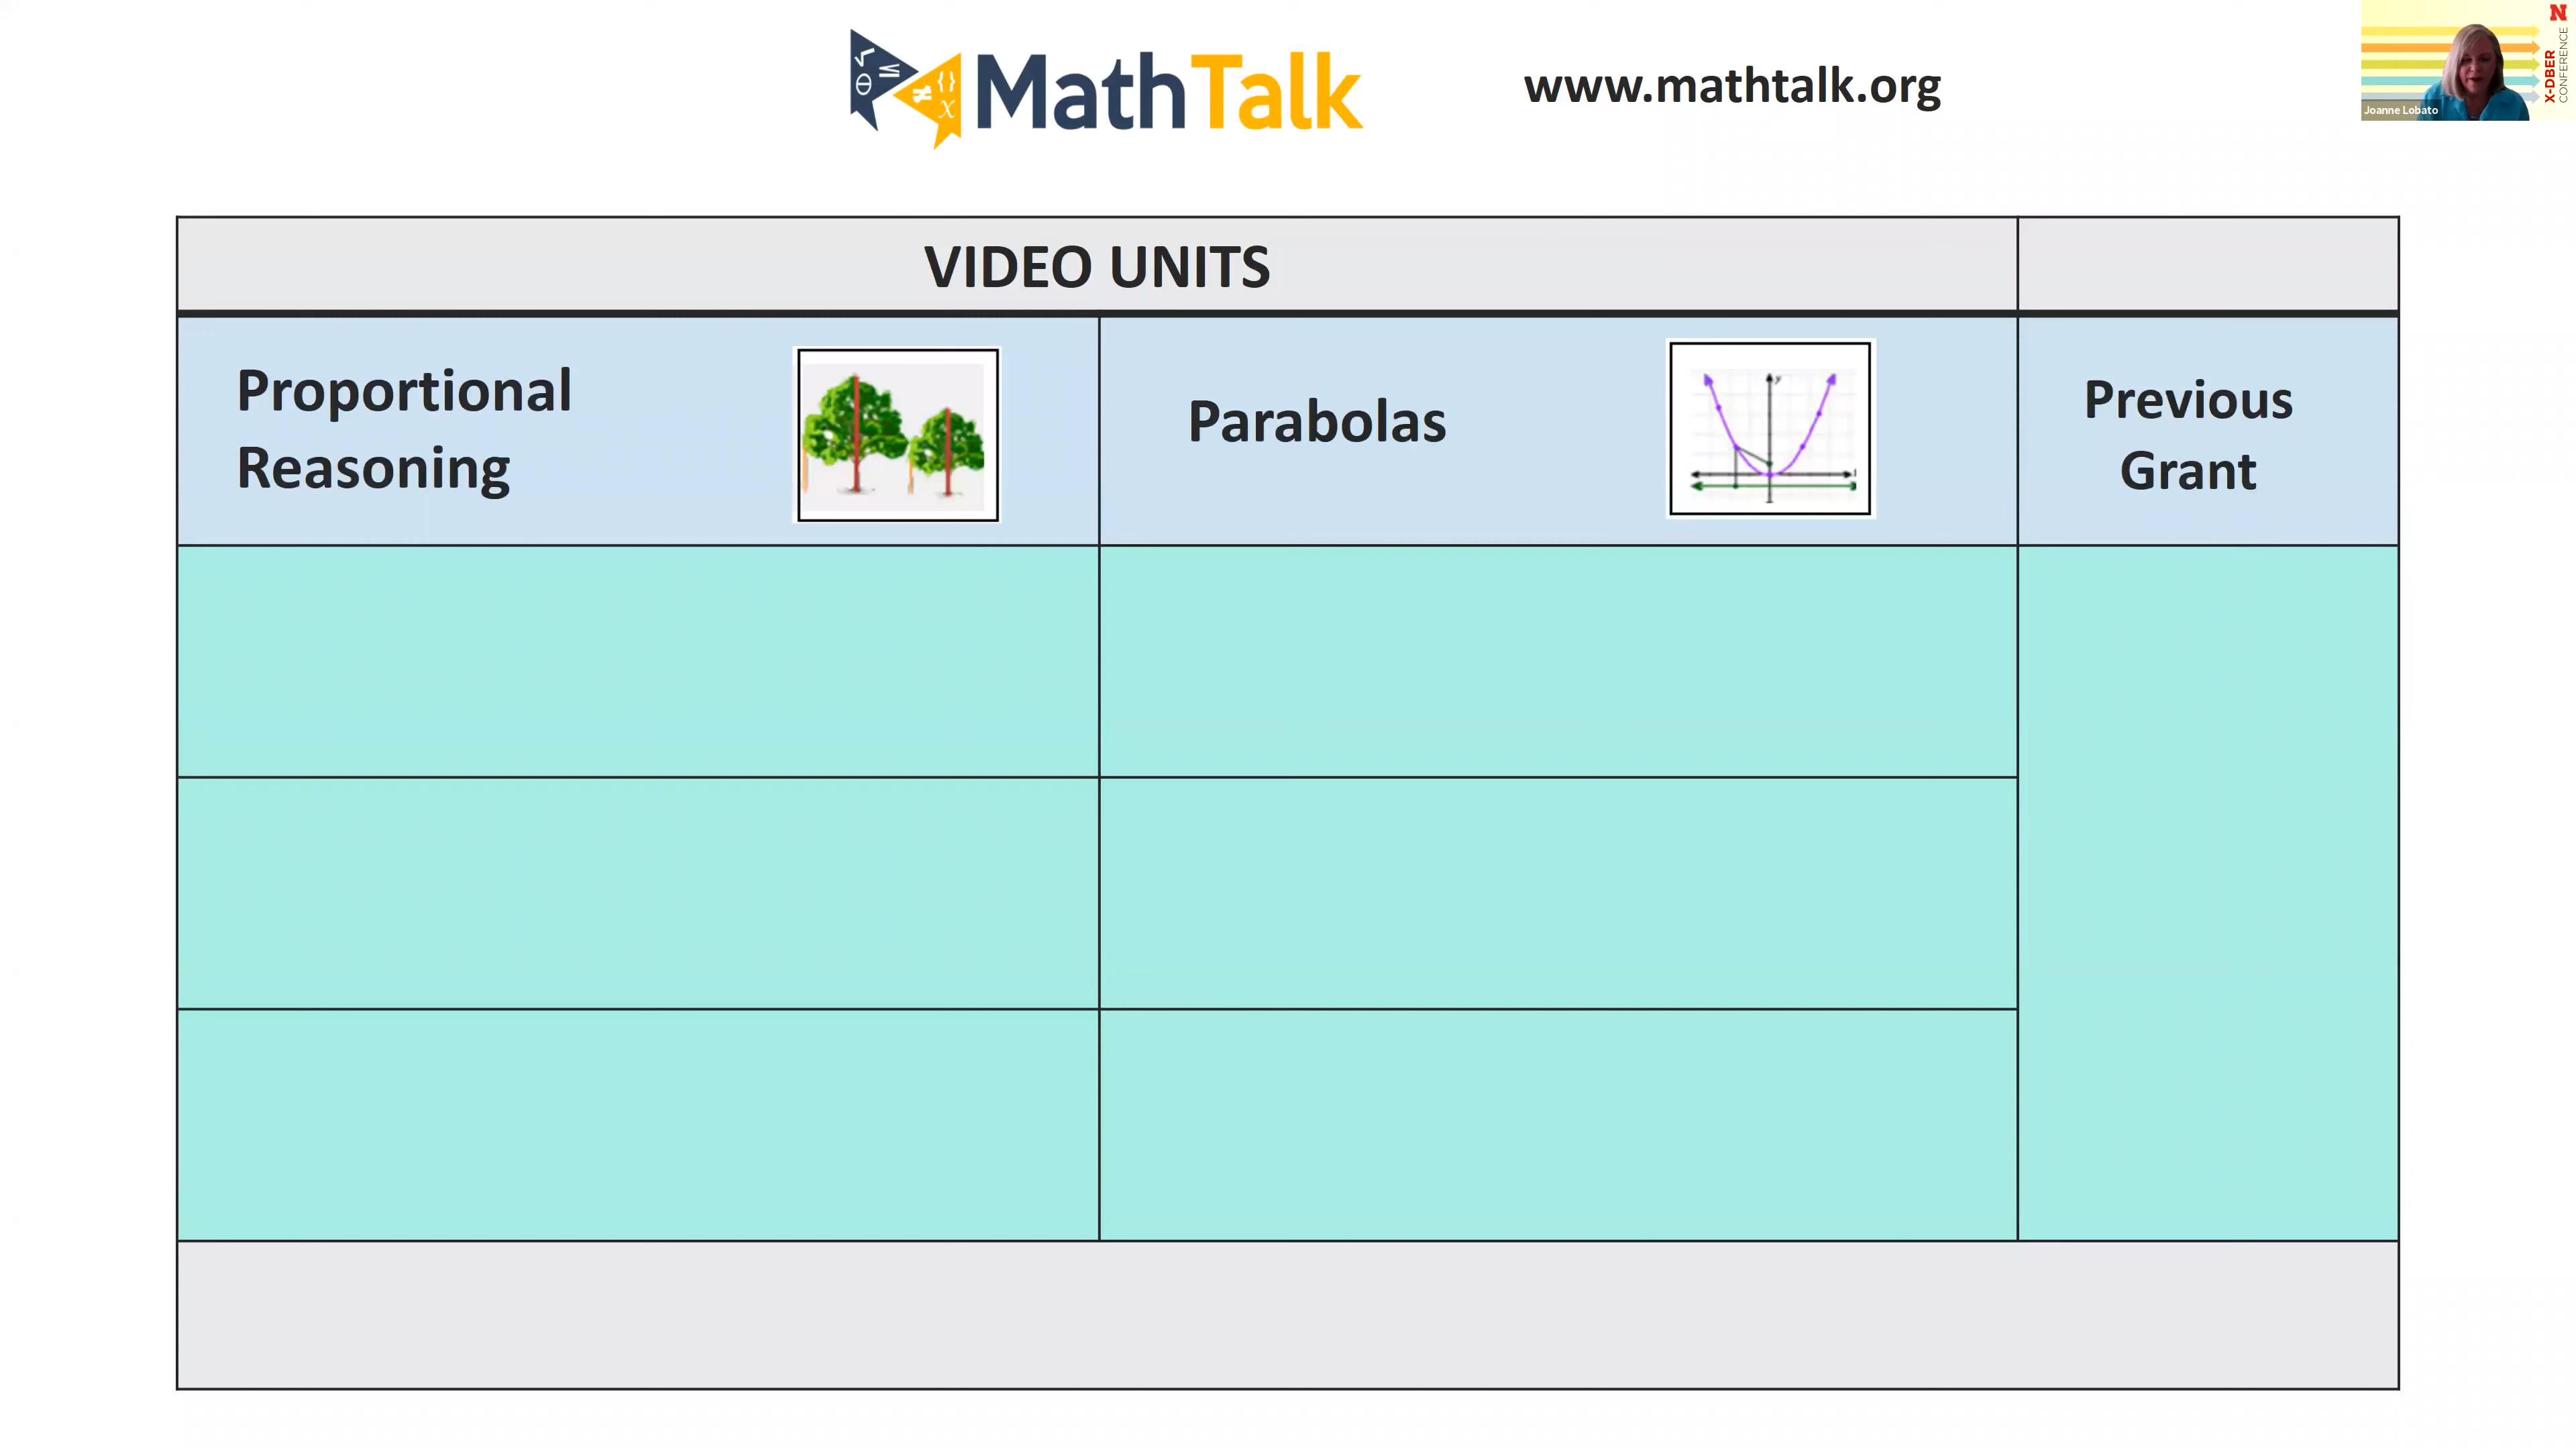 MathTalk
www.mathtalk.org
N
X-DBER
CONFERENCE
Joanne Lobato
VIDEO UNITS
Proportional
Reasoning
Parabolas
y
Previous
Grant